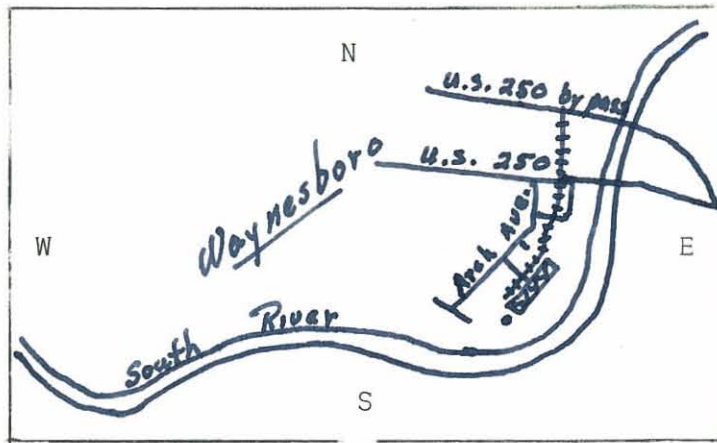 N
U.S. 250 by pass
U.S. 250
Waynesboro
Arch Ave.
W
E
South River
S